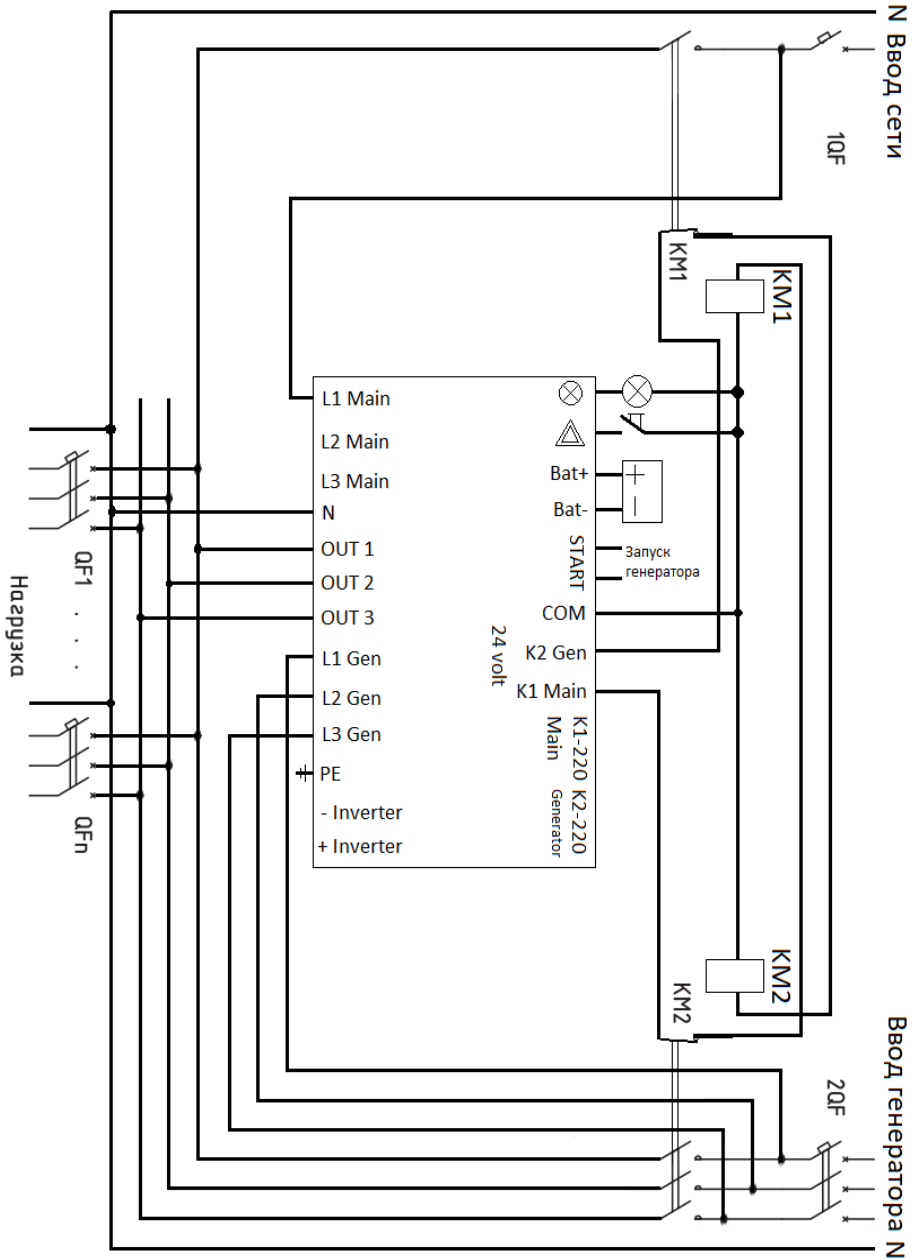 N Ввод сети
1QF
KM1
KM1
L1 Main
L2 Main
L3 Main
N
OUT 1
OUT 2
OUT 3
L1 Gen
L2 Gen
L3 Gen
PE
- Inverter
+ Inverter
Bat+
Bat-
START
Запуск
генератора
COM
K2 Gen
K1 Main
24 volt
K1-220 K2-220
Main Generator
+
−
QF1 . . .
QFn
Нагрузка
KM2
KM2
2QF
Ввод генератора N